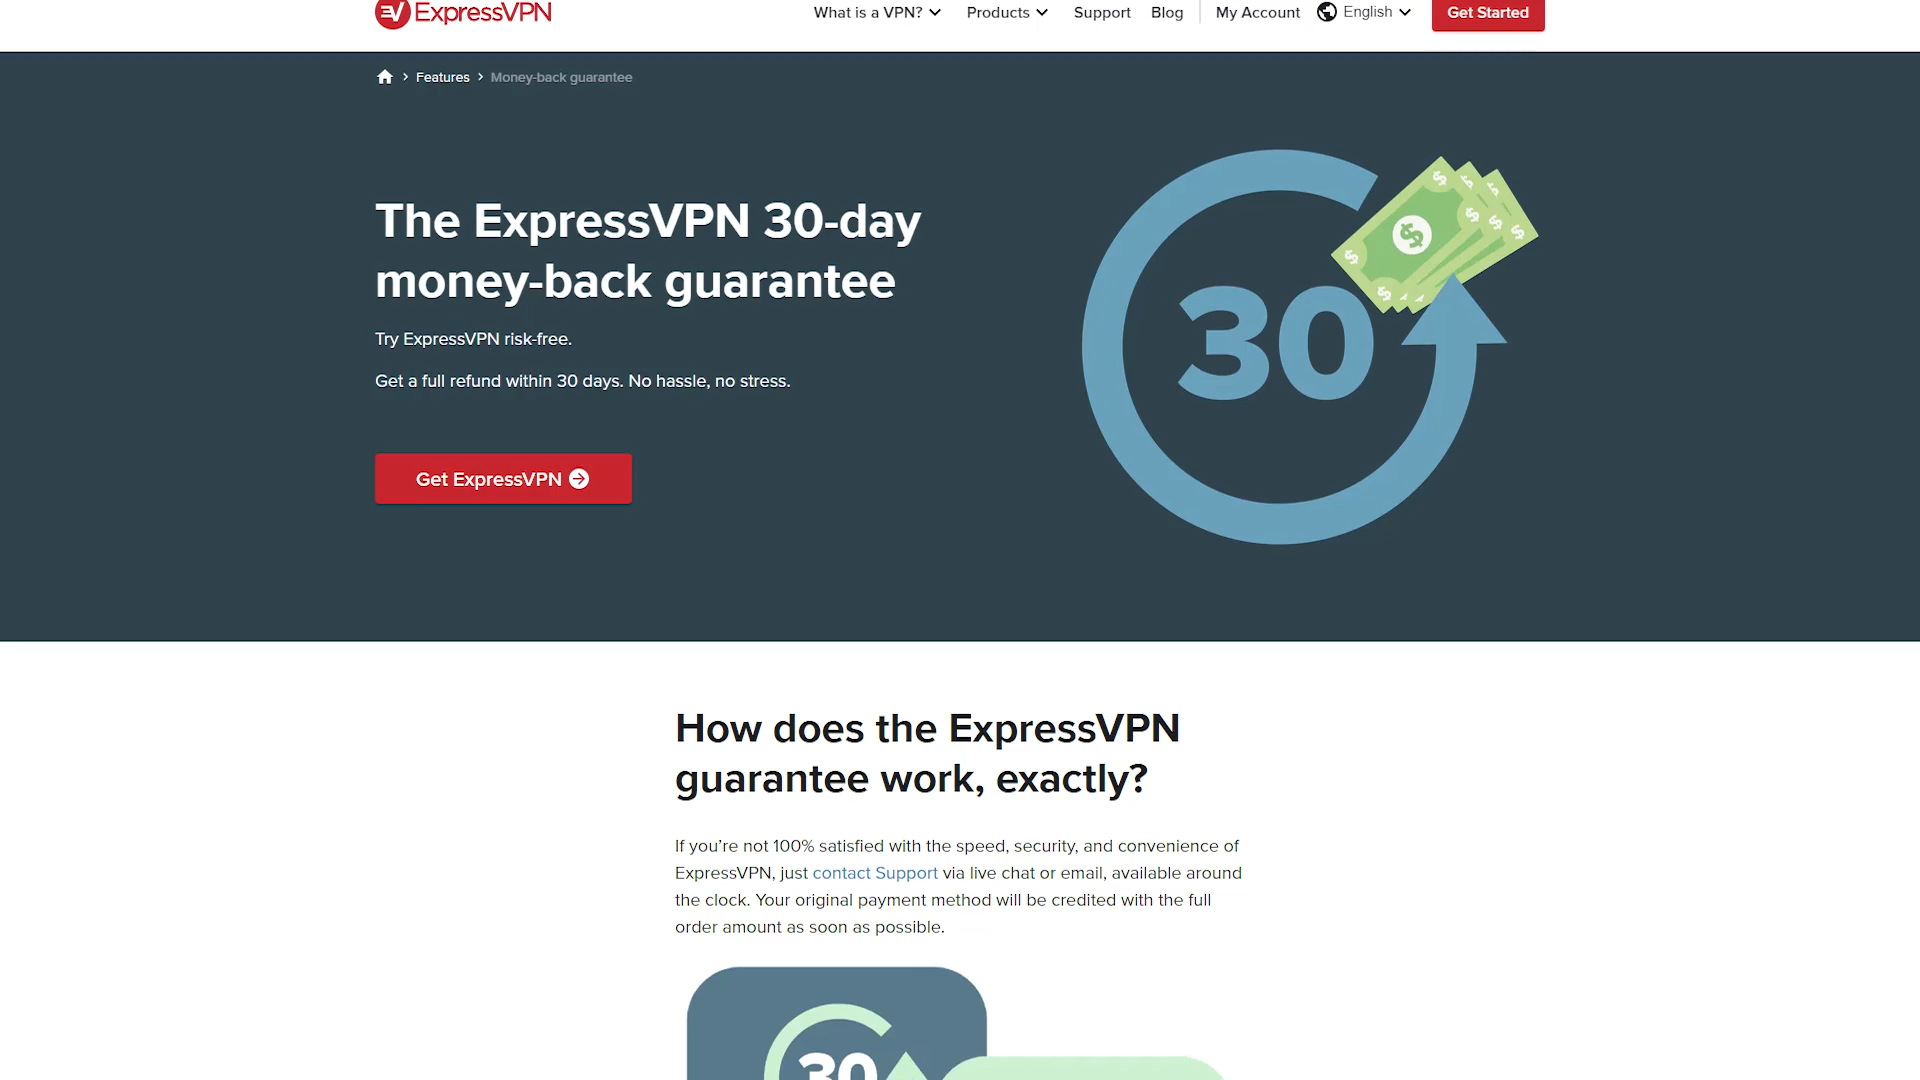 ExpressVPN
What is a VPN?
Products
Support
Blog
My Account
English
Get Started
Features
Money-back guarantee
The ExpressVPN 30-day
money-back guarantee
Try ExpressVPN risk-free.
Get a full refund within 30 days. No hassle, no stress.
Get ExpressVPN
30
How does the ExpressVPN
guarantee work, exactly?
If you’re not 100% satisfied with the speed, security, and convenience of
ExpressVPN, just contact Support via live chat or email, available around
the clock. Your original payment method will be credited with the full
order amount as soon as possible.
30